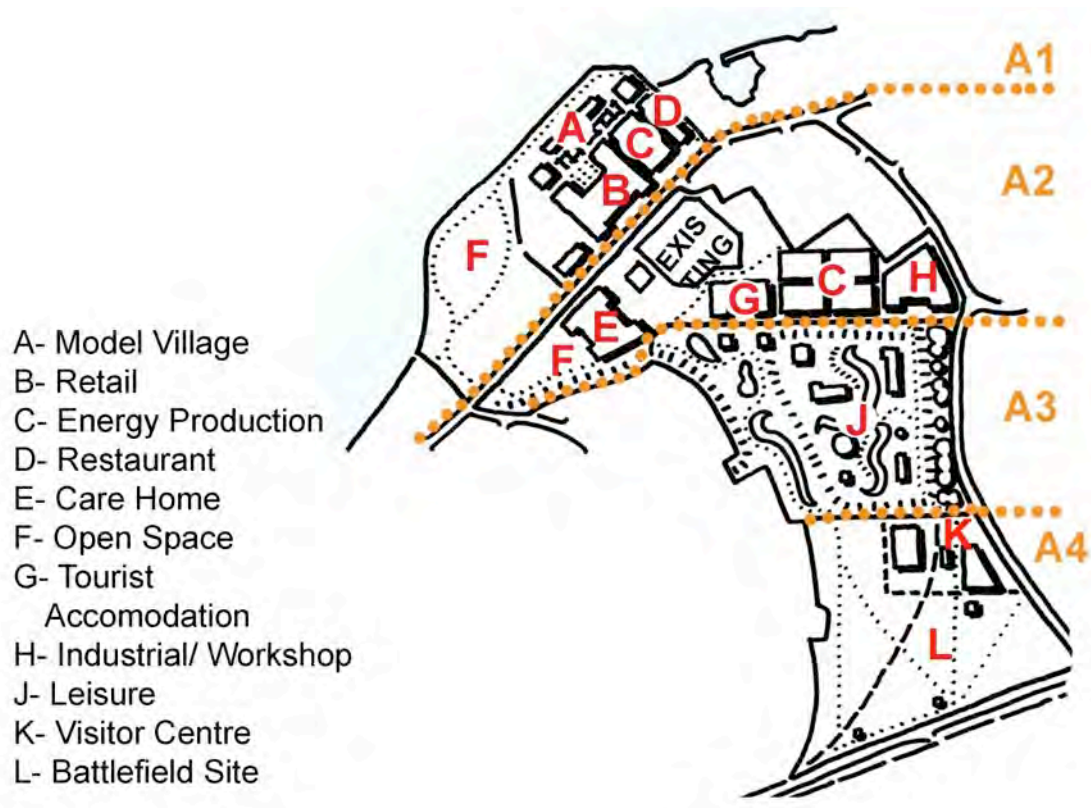 A1
A2
A3
A4
A
D
C
B
F
EXIS
TING
G
C
H
E
F
J
K
L
A- Model Village
B- Retail
C- Energy Production
D- Restaurant
E- Care Home
F- Open Space
G- Tourist
Accomodation
H- Industrial/ Workshop
J- Leisure
K- Visitor Centre
L- Battlefield Site